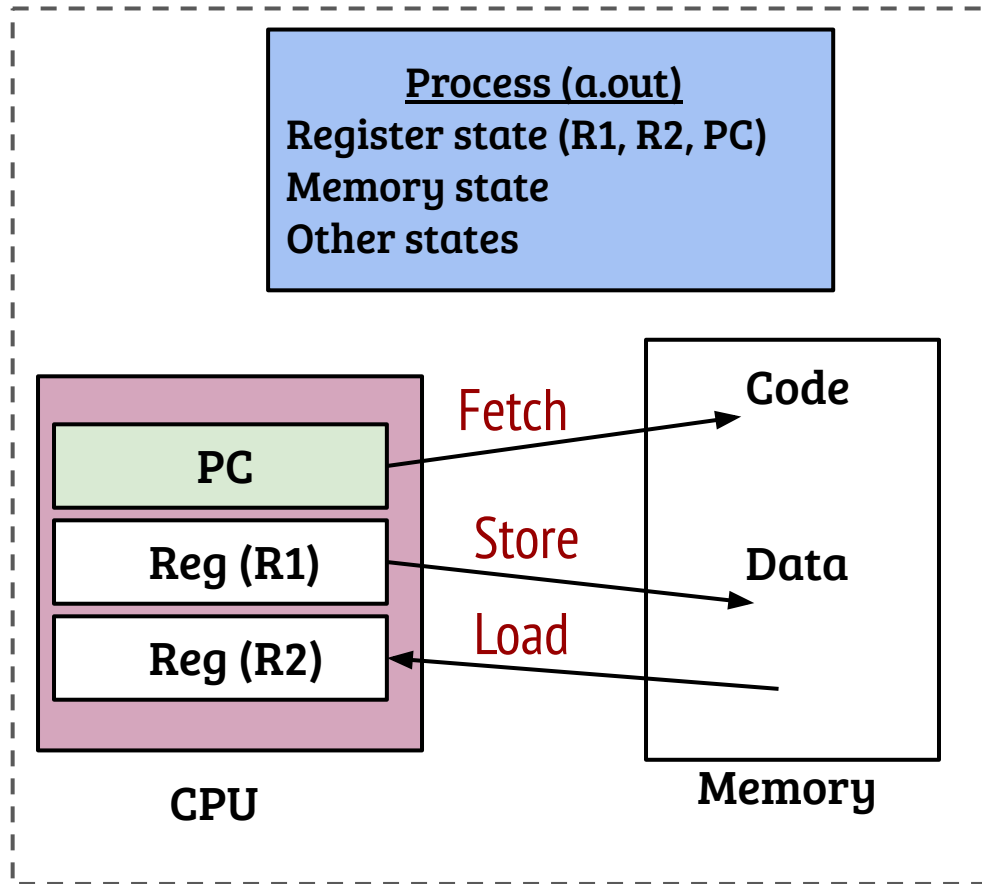 Process (a.out)
Register state (R1, R2, PC)
Memory state
Other states
Fetch
Code
PC
Store
Reg (R1)
Data
Load
Reg (R2)
CPU
Memory